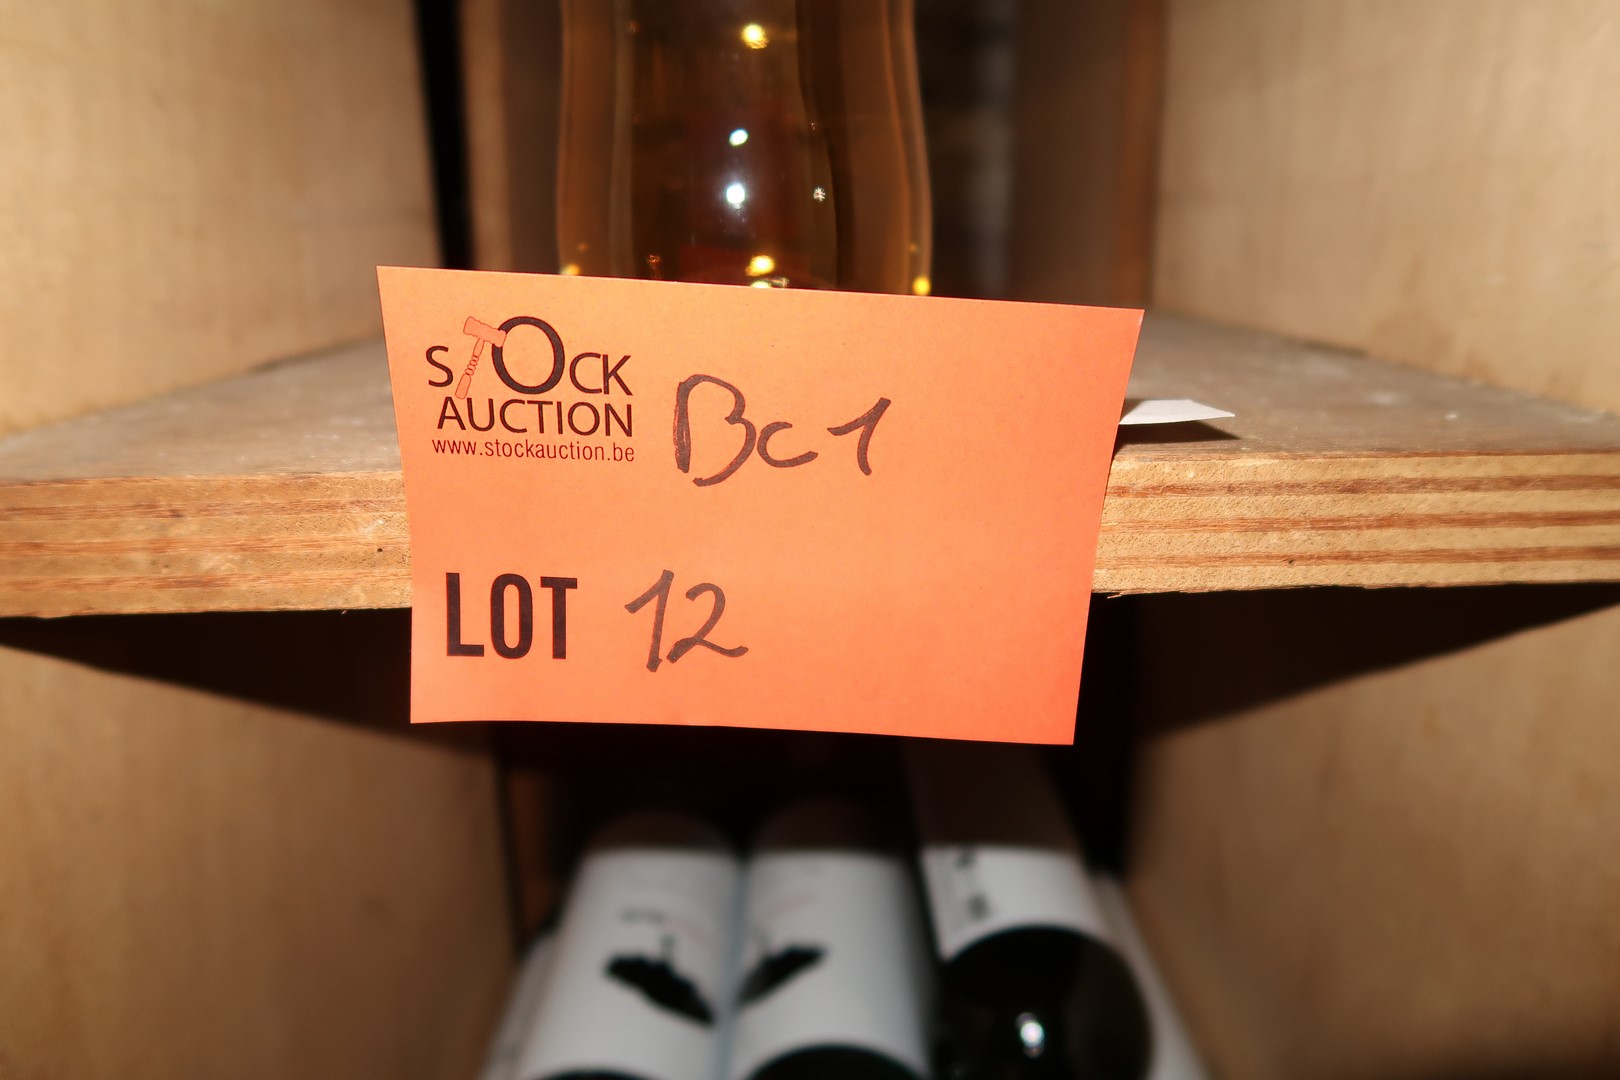 STOCK
AUCTION
www.stockauction.be
Bc1
LOT 12